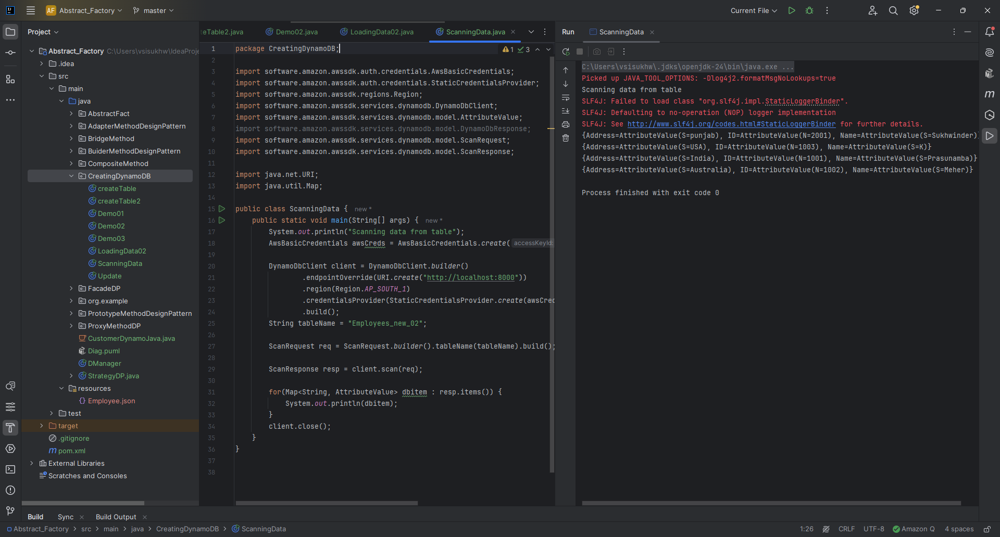 AF Abstract_Factory master Current File
Project
Abstract_Factory C:\Users\vsisukhw\IdeaProje
.idea
src
main
java
AbstractFact
AdapterMethodDesignPattern
BridgeMethod
BuiderMethodDesignPattern
CompositeMethod
CreatingDynamoDB
createTable
createTable2
Demo01
Demo02
Demo03
LoadingData02
ScanningData
Update
FacadeDP
org.example
PrototypeMethodDesignPattern
ProxyMethodDP
CustomerDynamoJava.java
Diag.puml
DManager
StrategyDP.java
resources
Employee.json
test
target
.gitignore
pom.xml
External Libraries
Scratches and Consoles
eTable2.java Demo02.java LoadingData02.java ScanningData.java
1 3
1 package CreatingDynamoDB;
2
3 import software.amazon.awssdk.auth.credentials.AwsBasicCredentials;
4 import software.amazon.awssdk.auth.credentials.StaticCredentialsProvider;
5 import software.amazon.awssdk.regions.Region;
6 import software.amazon.awssdk.services.dynamodb.DynamoDbClient;
7 import software.amazon.awssdk.services.dynamodb.model.AttributeValue;
8 import software.amazon.awssdk.services.dynamodb.model.DynamoDbResponse;
9 import software.amazon.awssdk.services.dynamodb.model.ScanRequest;
10 import software.amazon.awssdk.services.dynamodb.model.ScanResponse;
11
12 import java.net.URI;
13 import java.util.Map;
14
15 public class ScanningData { new *
16 public static void main(String[] args) { new *
17 System.out.println("Scanning data from table");
18 AwsBasicCredentials awsCreds = AwsBasicCredentials.create( accessKeyId:
19
20 DynamoDbClient client = DynamoDbClient.builder()
21 .endpointOverride(URI.create("http://localhost:8000"))
22 .region(Region.AP_SOUTH_1)
23 .credentialsProvider(StaticCredentialsProvider.create(awsCred
24 .build();
25 String tableName = "Employees_new_02";
26
27 ScanRequest req = ScanRequest.builder().tableName(tableName).build();
28
29 ScanResponse resp = client.scan(req);
30
31 for(Map<String, AttributeValue> dbitem : resp.items()) {
32 System.out.println(dbitem);
33 }
34 client.close();
35 }
36 }
37
38
Run ScanningData
C:\Users\vsisukhw\.jdks\openjdk-24\bin\java.exe ...
Picked up JAVA_TOOL_OPTIONS: -Dlog4j2.formatMsgNoLookups=true
Scanning data from table
SLF4J: Failed to load class "org.slf4j.impl.StaticLoggerBinder".
SLF4J: Defaulting to no-operation (NOP) logger implementation
SLF4J: See http://www.slf4j.org/codes.html#StaticLoggerBinder for further details.
{Address=AttributeValue(S=punjab), ID=AttributeValue(N=2001), Name=AttributeValue(S=Sukhwinder)
{Address=AttributeValue(S=USA), ID=AttributeValue(N=1003), Name=AttributeValue(S=K)}
{Address=AttributeValue(S=India), ID=AttributeValue(N=1001), Name=AttributeValue(S=Prasunamba)}
{Address=AttributeValue(S=Australia), ID=AttributeValue(N=1002), Name=AttributeValue(S=Meher)}
Process finished with exit code 0
Build Sync Build Output
Abstract_Factory > src > main > java > CreatingDynamoDB > ScanningData 1:26 CRLF UTF-8 Amazon Q 4 spaces